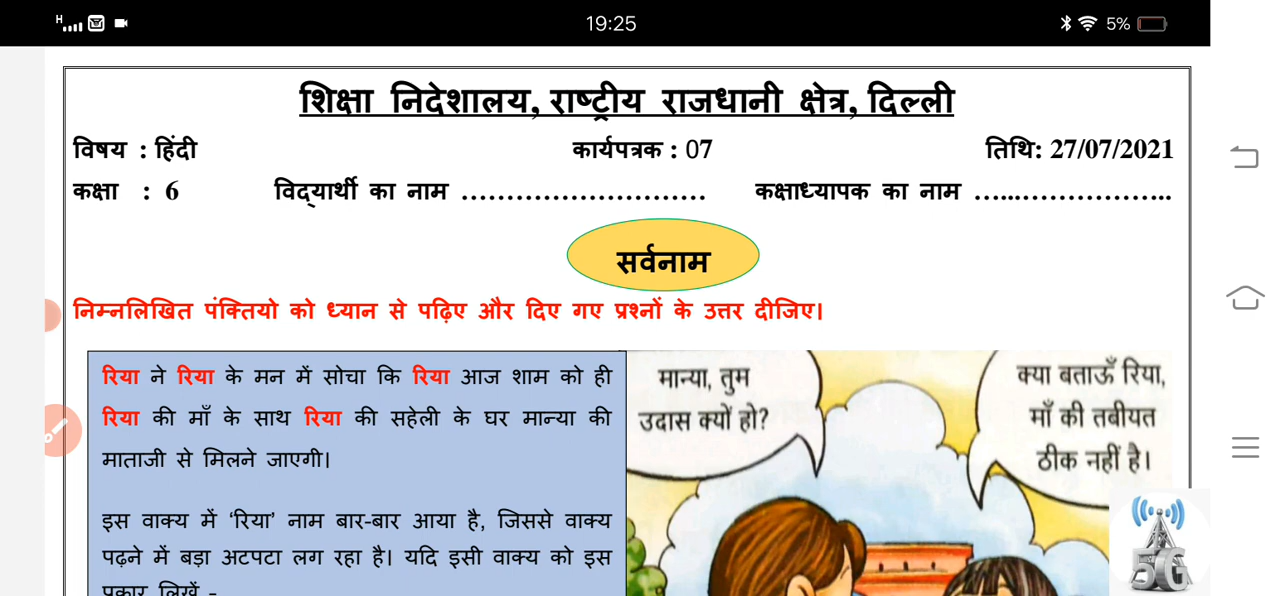 H
19:25
5%
शिक्षा निदेशालय, राष्ट्रीय राजधानी क्षेत्र, दिल्ली
विषय : हिंदी कार्यपत्रक : 07 तिथि: 27/07/2021
कक्षा : 6 विद्‌यार्थी का नाम ........................... कक्षाध्यापक का नाम ........................
सर्वनाम
निम्नलिखित पंक्तियो को ध्यान से पढ़िए और दिए गए प्रश्नों के उत्तर दीजिए।
रिया ने रिया के मन में सोचा कि रिया आज शाम को ही
रिया की माँ के साथ रिया की सहेली के घर मान्या की
माताजी से मिलने जाएगी।
इस वाक्य में ‘रिया’ नाम बार-बार आया है, जिससे वाक्य
पढ़ने में बड़ा अटपटा लग रहा है। यदि इसी वाक्य को इस
प्रकार लिखें -
मान्या, तुम
उदास क्यों हो?
क्या बताऊँ रिया,
माँ की तबीयत
ठीक नहीं है।
5G